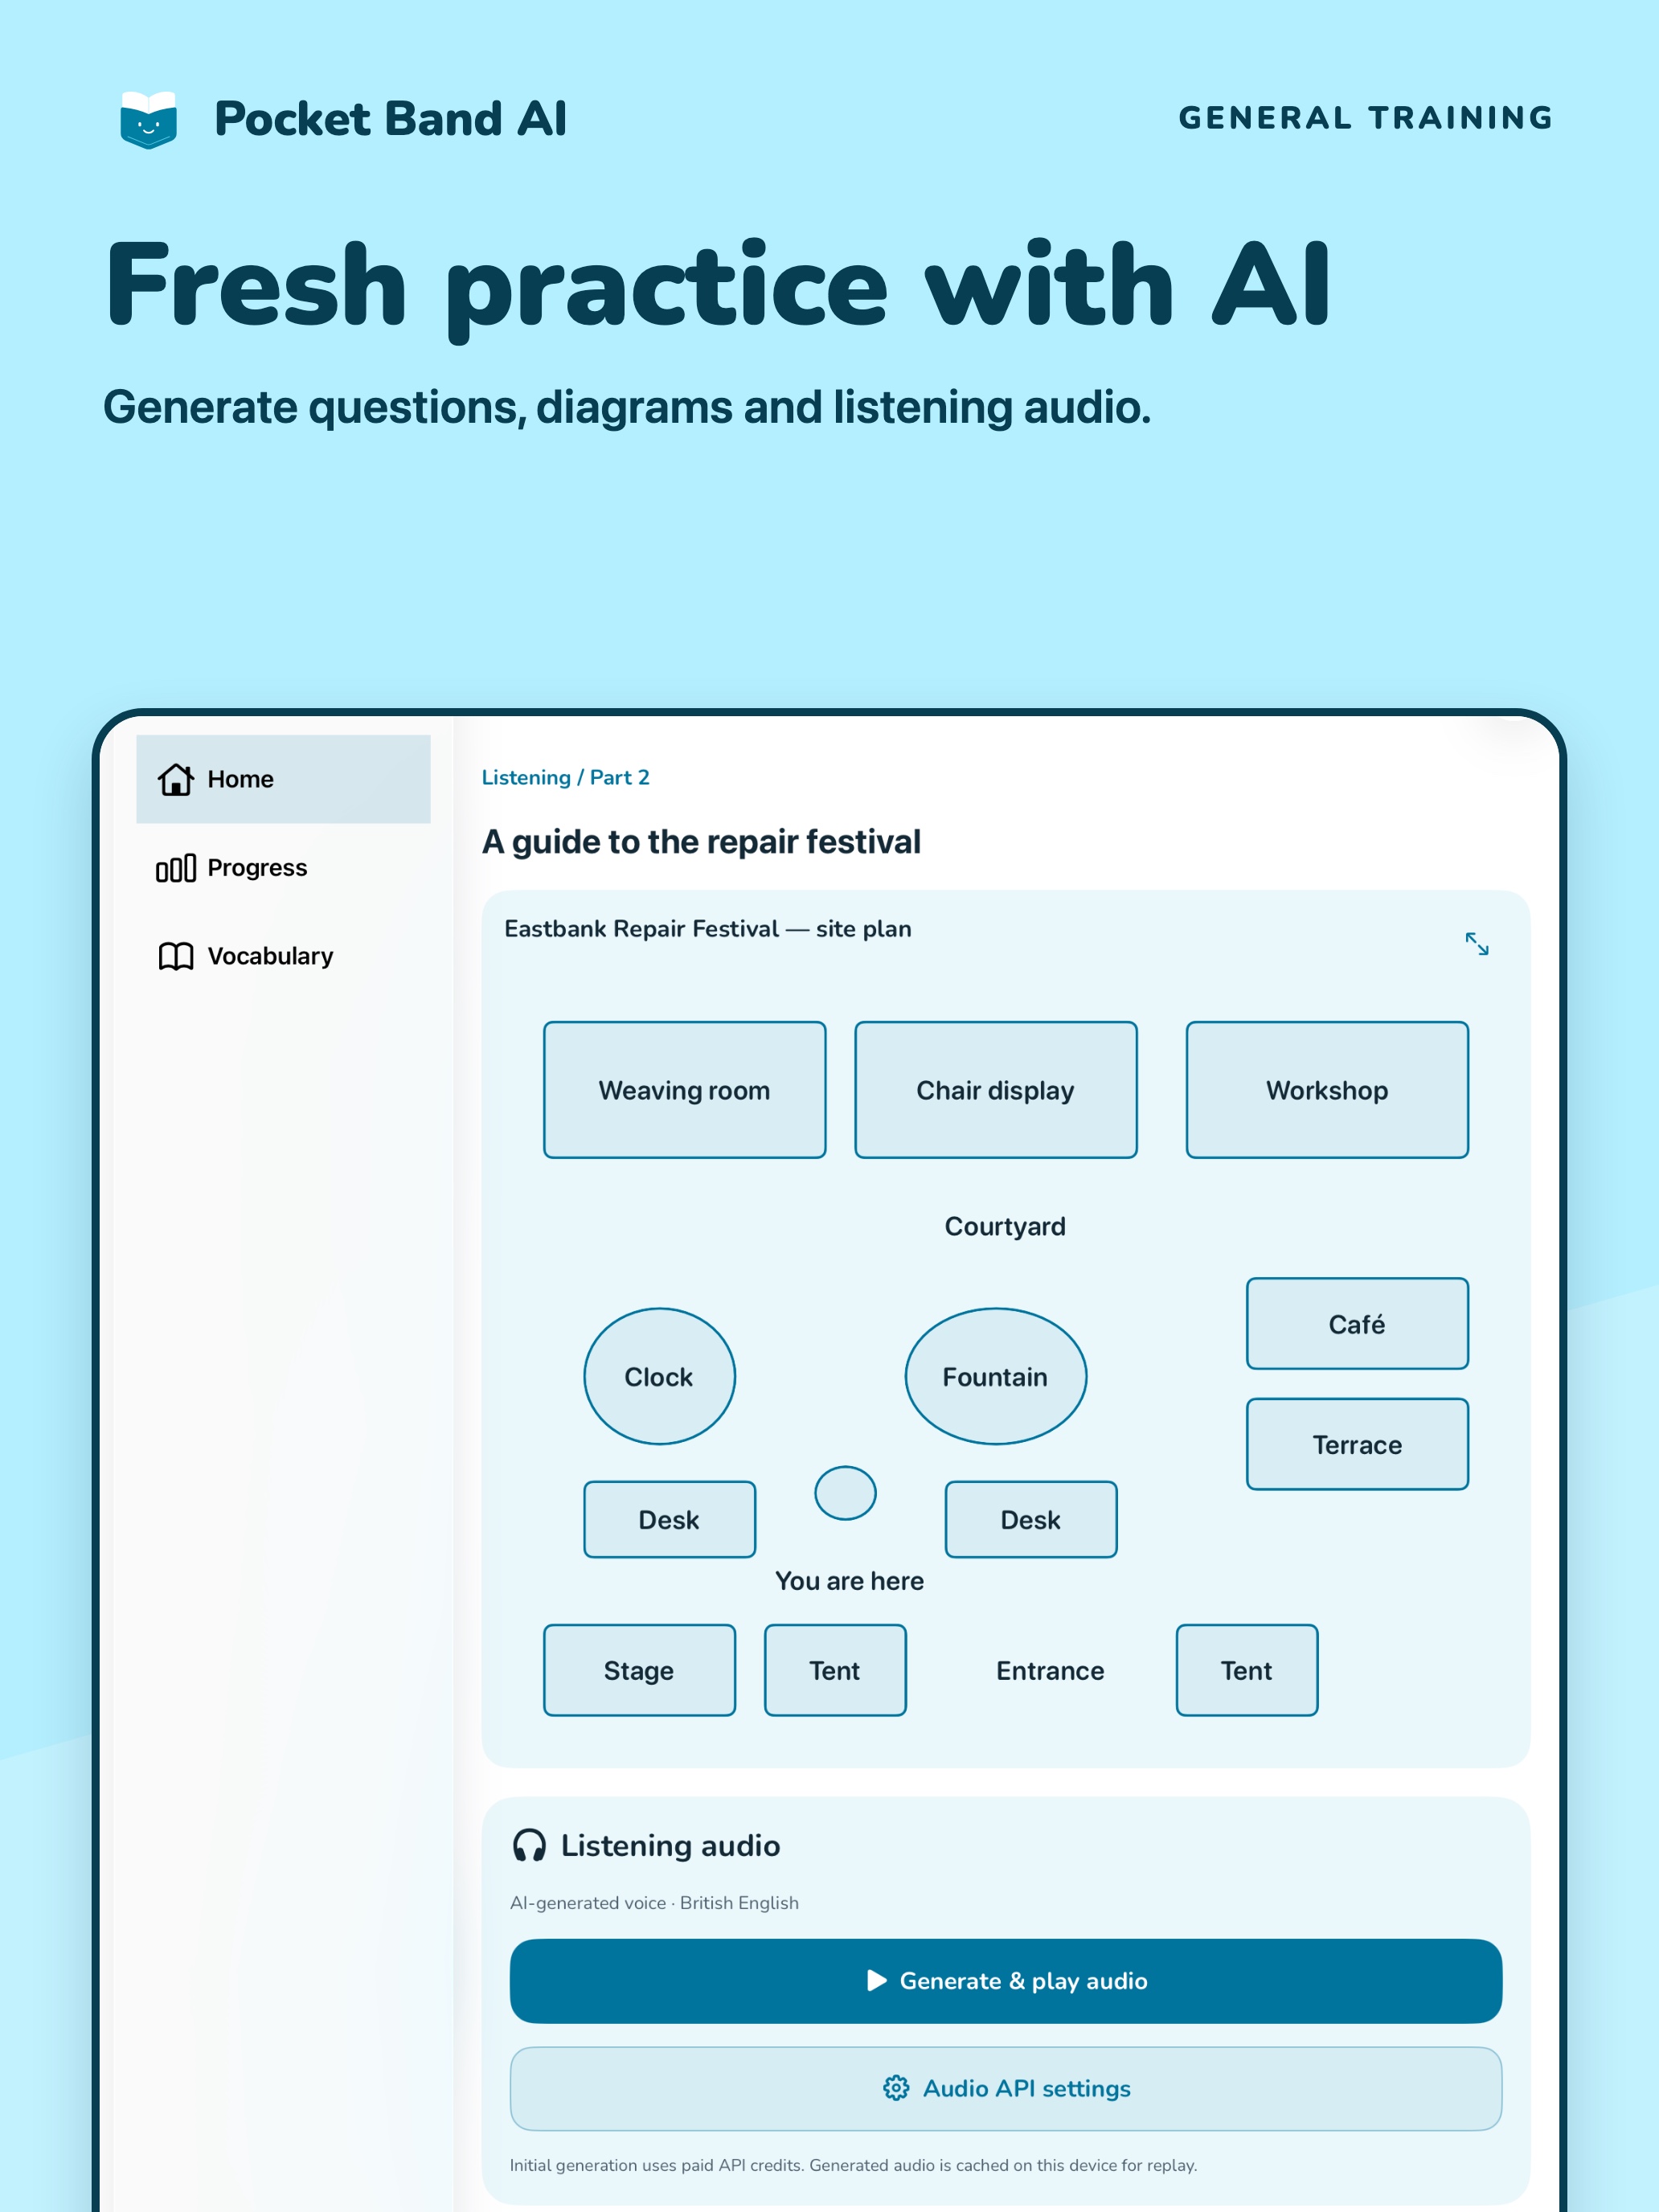 Pocket Band AI
GENERAL TRAINING
Fresh practice with AI
Generate questions, diagrams and listening audio.
Home
Progress
Vocabulary
Listening / Part 2
A guide to the repair festival
Eastbank Repair Festival — site plan
Weaving room
Chair display
Workshop
Courtyard
Café
Clock
Fountain
Terrace
Desk
Desk
You are here
Stage
Tent
Entrance
Tent
Listening audio
AI-generated voice · British English
Generate & play audio
Audio API settings
Initial generation uses paid API credits. Generated audio is cached on this device for replay.